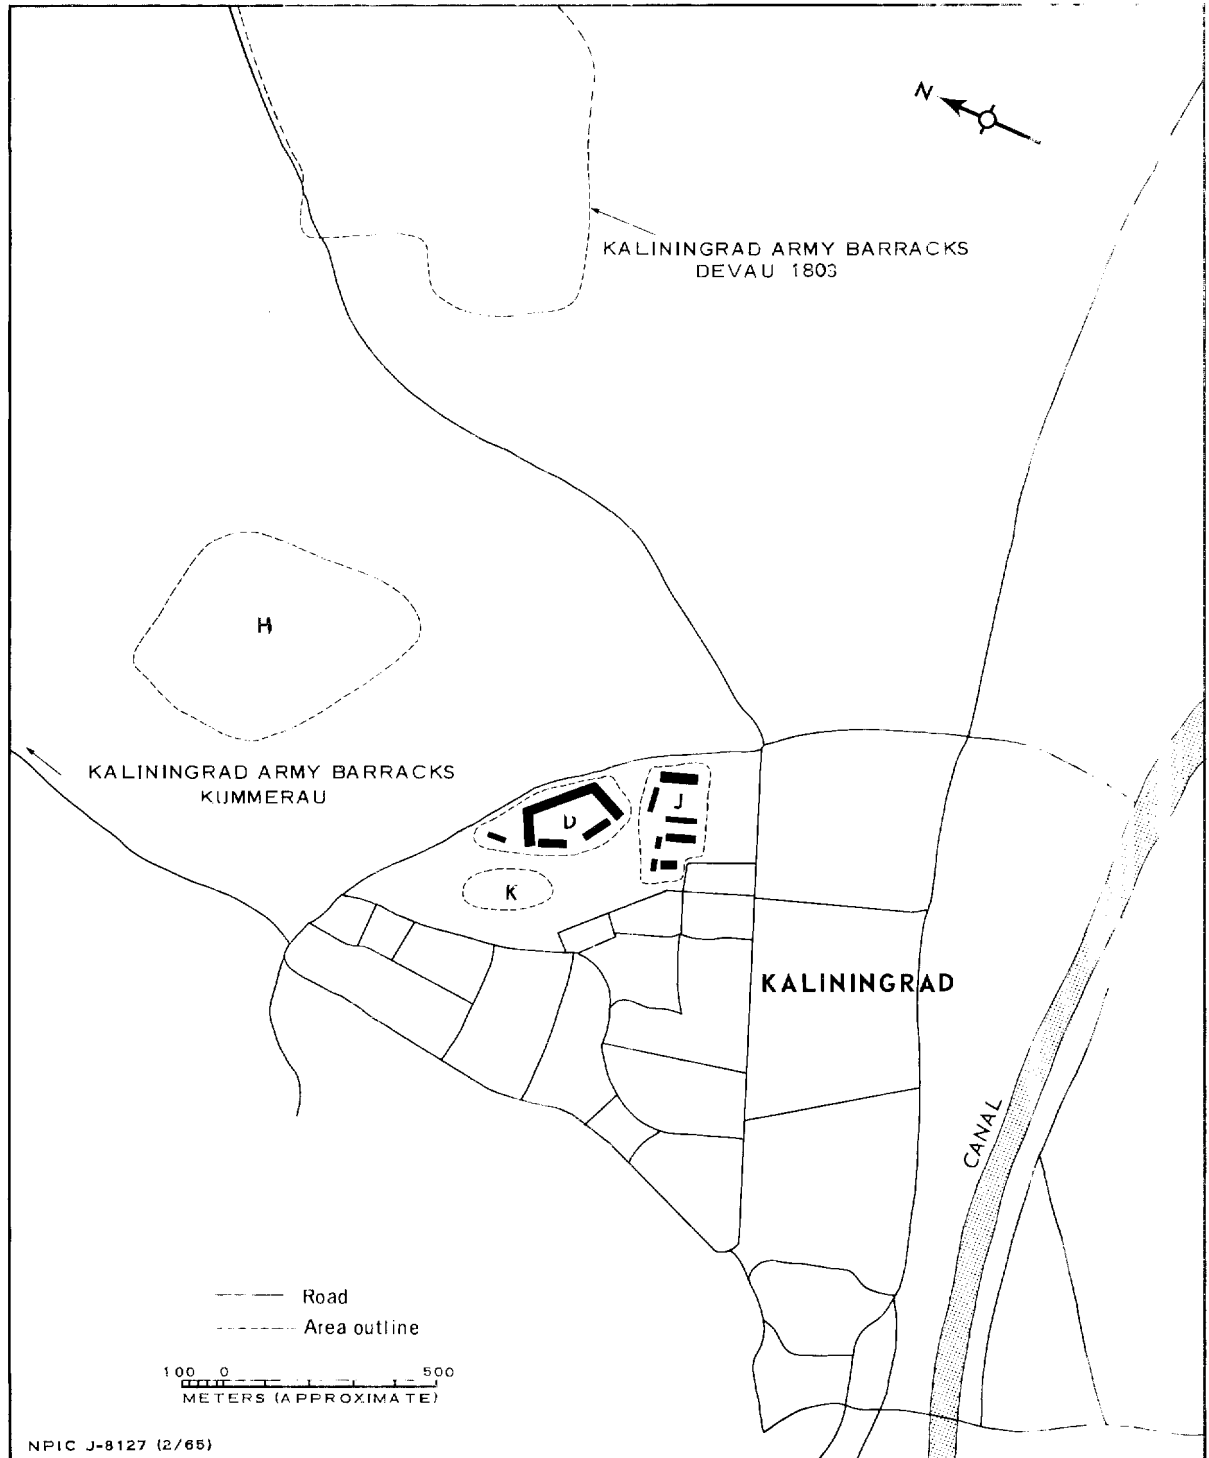 N
KALININGRAD ARMY BARRACKS
DEVAU 1803
H
KALININGRAD ARMY BARRACKS
KUMMERAU
D
J
K
KALININGRAD
CANAL
Road
Area outline
100 0 500
METERS (APPROXIMATE)
NPIC J-8127 (2/65)